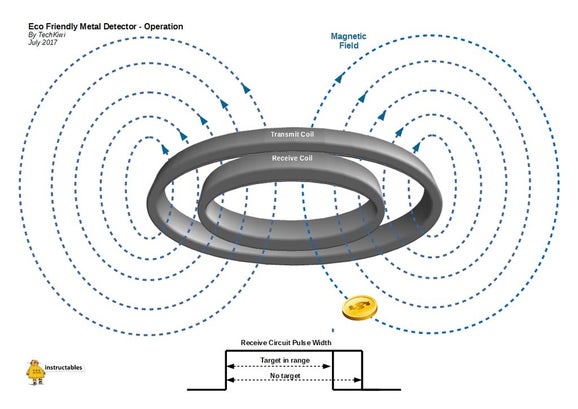 Eco Friendly Metal Detector - Operation
By TechKiwi
July 2017
Magnetic
Field
Transmit Coil
Receive Coil
Receive Circuit Pulse Width
Target in range
No target
instructables